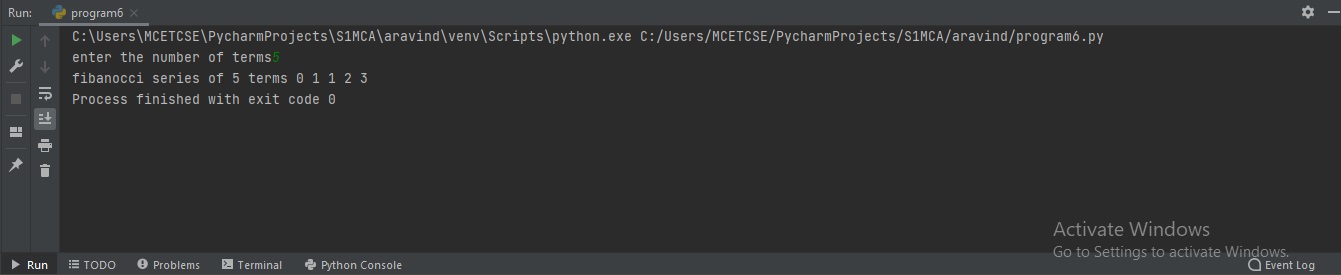 Run: program6
C:\Users\MCETCSE\PycharmProjects\S1MCA\aravind\venv\Scripts\python.exe C:/Users/MCETCSE/PycharmProjects/S1MCA/aravind/program6.py
enter the number of terms5
fibanocci series of 5 terms 0 1 1 2 3
Process finished with exit code 0
Activate Windows
Go to Settings to activate Windows.
Run TODO Problems Terminal Python Console Event Log